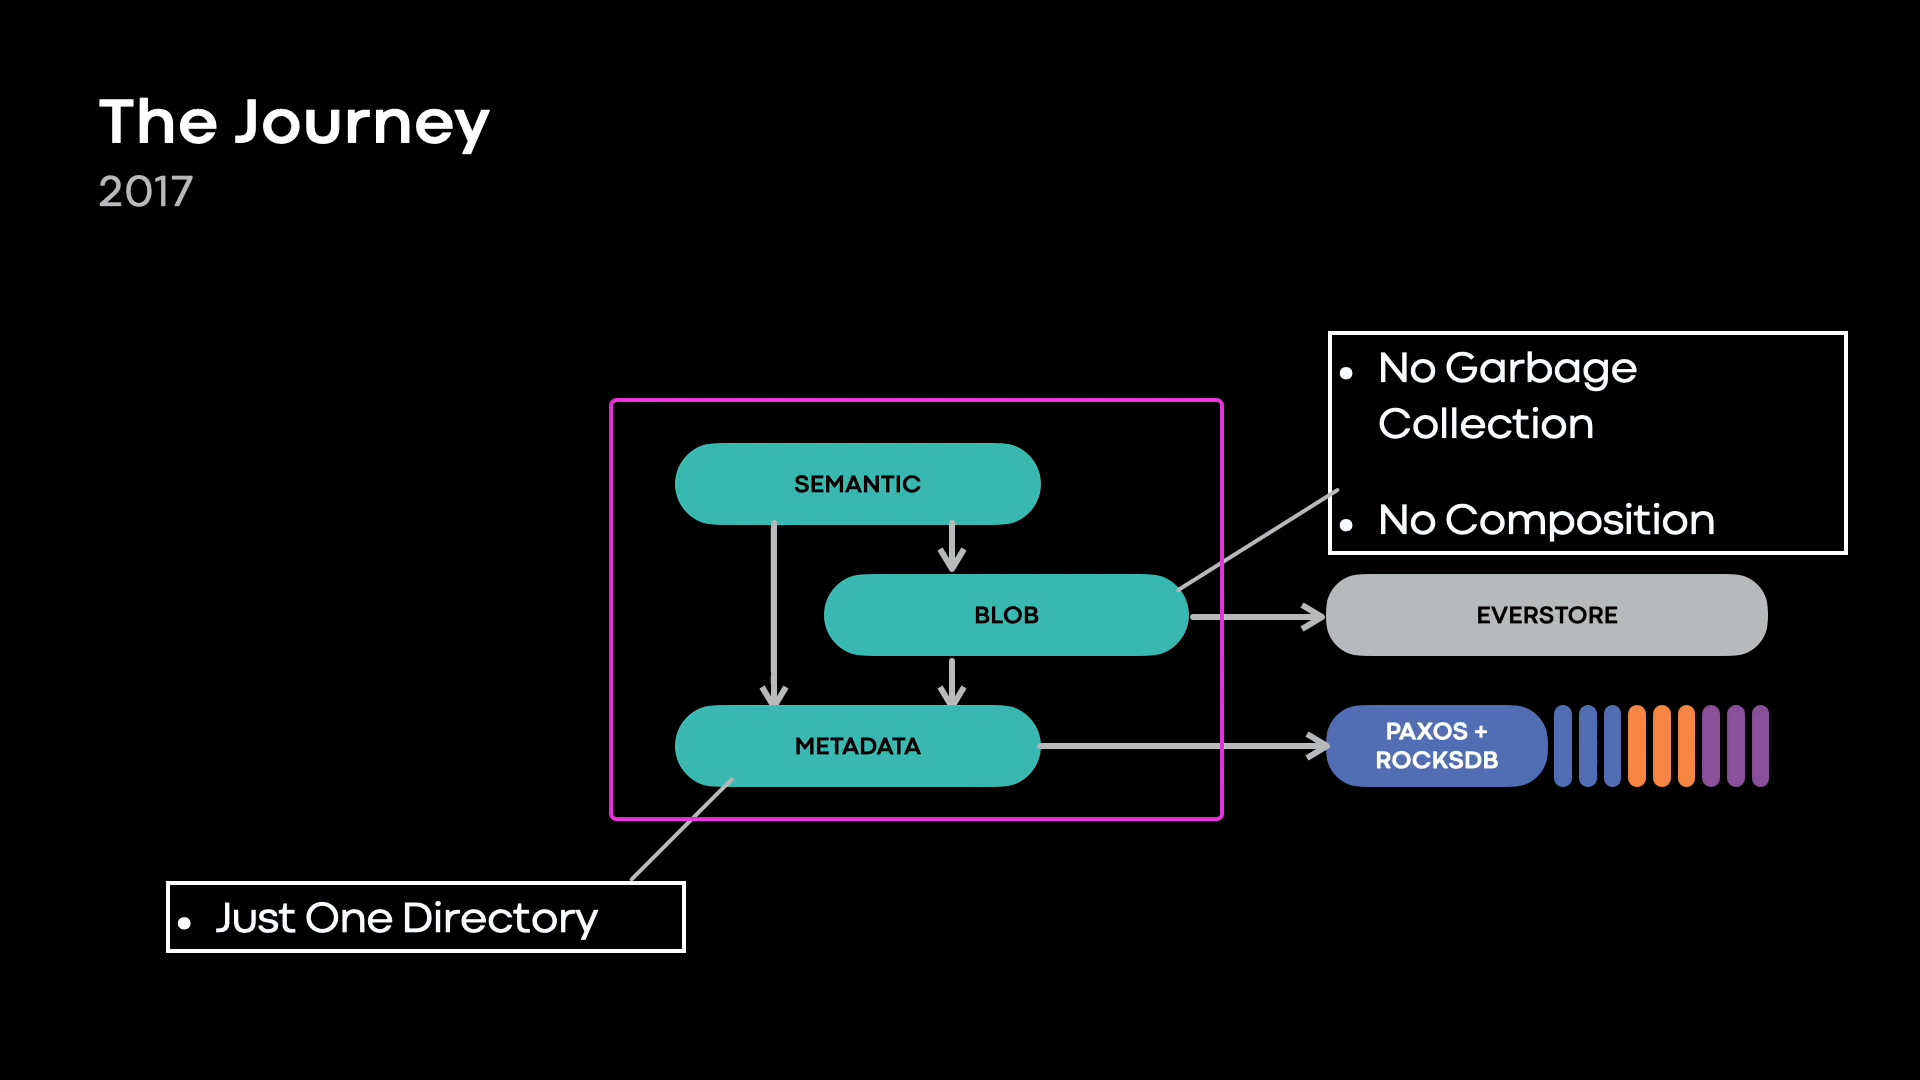 The Journey
2017
• No Garbage
Collection
• No Composition
SEMANTIC
BLOB
EVERSTORE
METADATA
PAXOS +
ROCKSDB
• Just One Directory